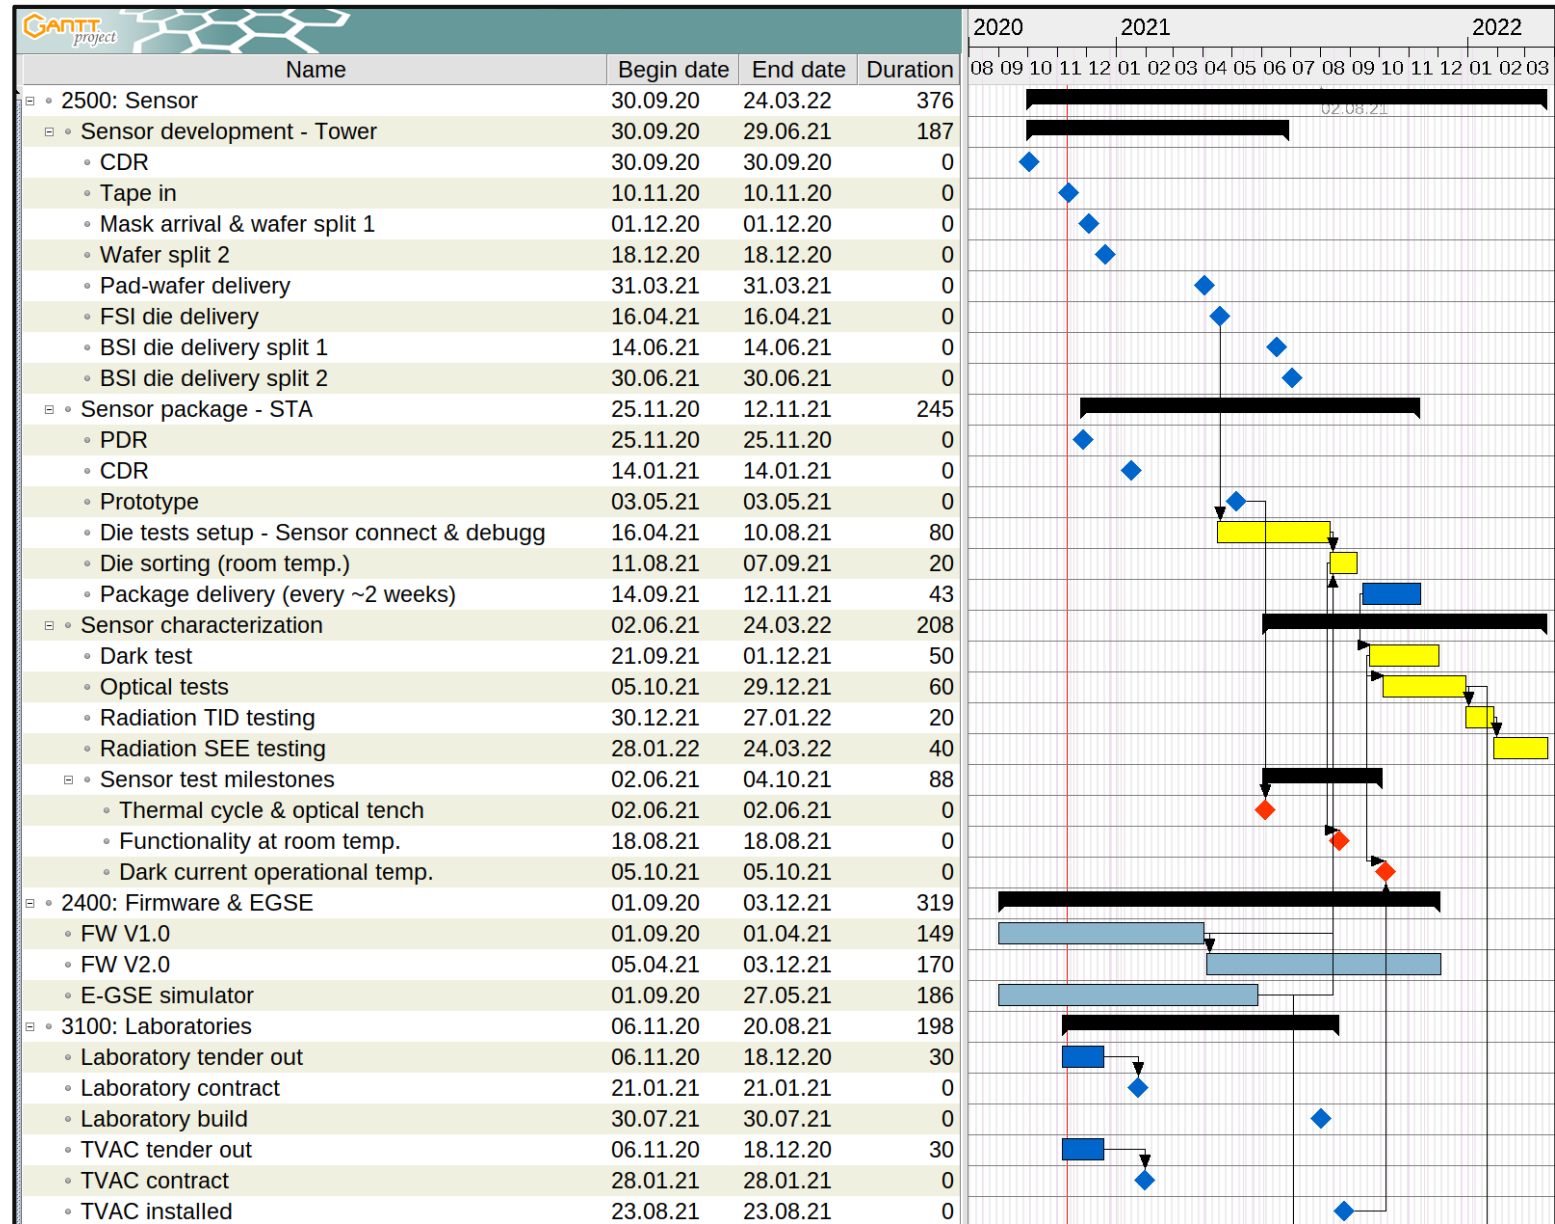 GANTT project
2020 2021 2022
Name Begin date End date Duration 08 09 10 11 12 01 02 03 04 05 06 07 08 09 10 11 12 01 02 03
2500: Sensor 30.09.20 24.03.22 376
02.08.21
Sensor development - Tower 30.09.20 29.06.21 187
CDR 30.09.20 30.09.20 0
Tape in 10.11.20 10.11.20 0
Mask arrival & wafer split 1 01.12.20 01.12.20 0
Wafer split 2 18.12.20 18.12.20 0
Pad-wafer delivery 31.03.21 31.03.21 0
FSI die delivery 16.04.21 16.04.21 0
BSI die delivery split 1 14.06.21 14.06.21 0
BSI die delivery split 2 30.06.21 30.06.21 0
Sensor package - STA 25.11.20 12.11.21 245
PDR 25.11.20 25.11.20 0
CDR 14.01.21 14.01.21 0
Prototype 03.05.21 03.05.21 0
Die tests setup - Sensor connect & debugg 16.04.21 10.08.21 80
Die sorting (room temp.) 11.08.21 07.09.21 20
Package delivery (every ~2 weeks) 14.09.21 12.11.21 43
Sensor characterization 02.06.21 24.03.22 208
Dark test 21.09.21 01.12.21 50
Optical tests 05.10.21 29.12.21 60
Radiation TID testing 30.12.21 27.01.22 20
Radiation SEE testing 28.01.22 24.03.22 40
Sensor test milestones 02.06.21 04.10.21 88
Thermal cycle & optical tench 02.06.21 02.06.21 0
Functionality at room temp. 18.08.21 18.08.21 0
Dark current operational temp. 05.10.21 05.10.21 0
2400: Firmware & EGSE 01.09.20 03.12.21 319
FW V1.0 01.09.20 01.04.21 149
FW V2.0 05.04.21 03.12.21 170
E-GSE simulator 01.09.20 27.05.21 186
3100: Laboratories 06.11.20 20.08.21 198
Laboratory tender out 06.11.20 18.12.20 30
Laboratory contract 21.01.21 21.01.21 0
Laboratory build 30.07.21 30.07.21 0
TVAC tender out 06.11.20 18.12.20 30
TVAC contract 28.01.21 28.01.21 0
TVAC installed 23.08.21 23.08.21 0